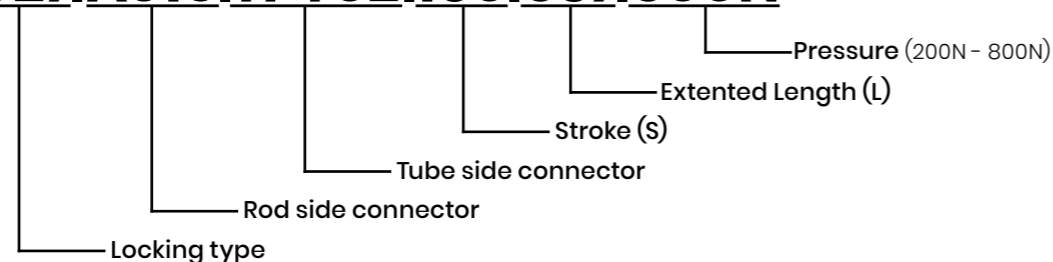 Pressure (200N - 800N)
Extented Length (L)
Stroke (S)
Tube side connector
Rod side connector
Locking type